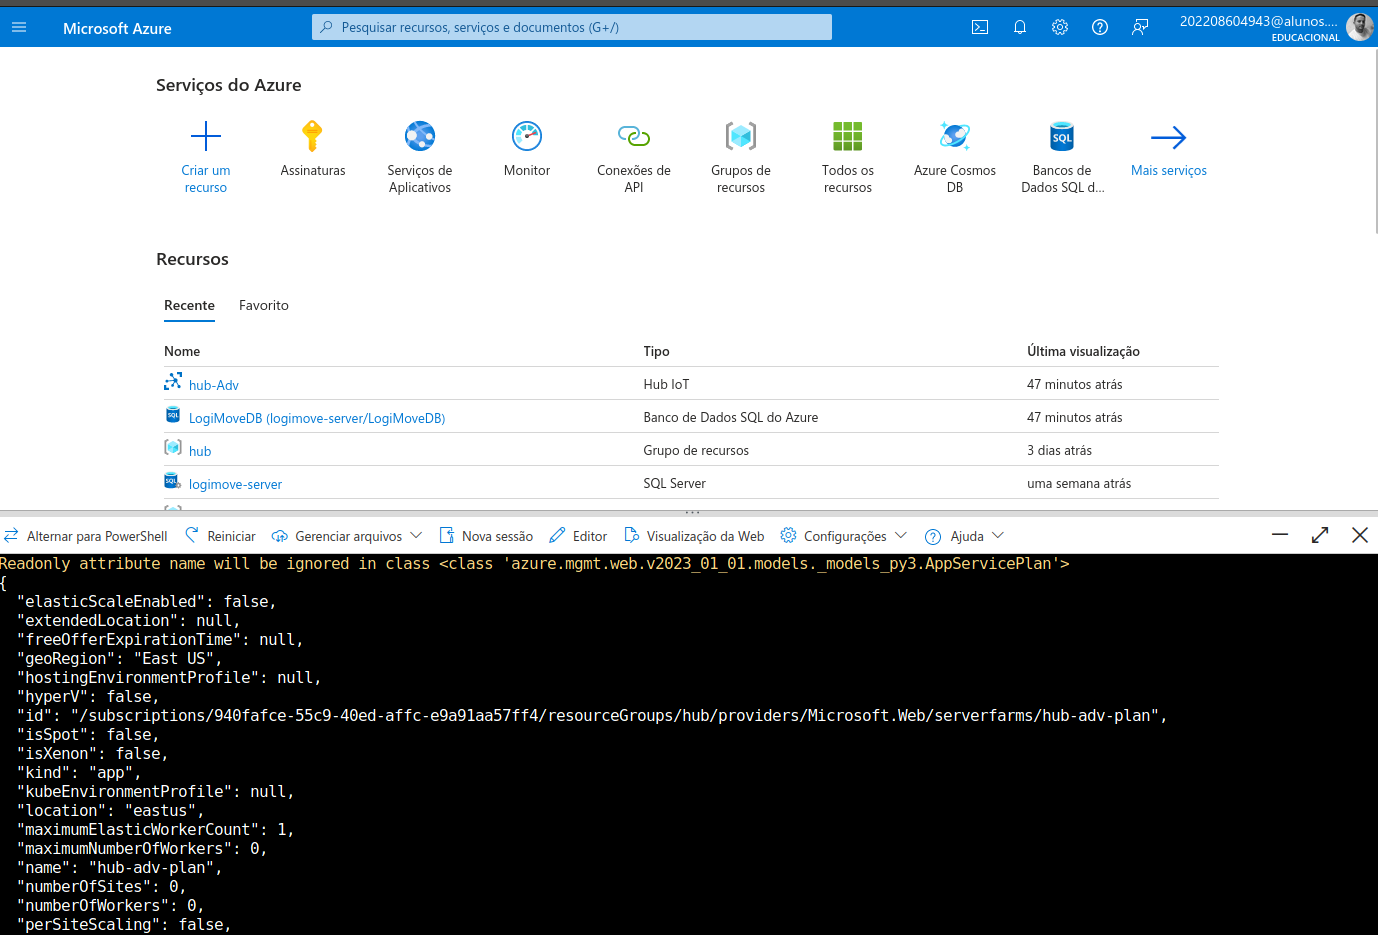 Microsoft Azure
Pesquisar recursos, serviços e documentos (G+/)
202208604943@alunos....
EDUCACIONAL
Serviços do Azure
Criar um recurso
Assinaturas
Serviços de Aplicativos
Monitor
Conexões de API
Grupos de recursos
Todos os recursos
Azure Cosmos DB
SQL
Bancos de Dados SQL d...
Mais serviços
Recursos
Recente Favorito
Nome Tipo Última visualização
hub-Adv Hub IoT 47 minutos atrás
SQL LogiMoveDB (logimove-server/LogiMoveDB) Banco de Dados SQL do Azure 47 minutos atrás
hub Grupo de recursos 3 dias atrás
SQL logimove-server SQL Server uma semana atrás
Alternar para PowerShell Reiniciar Gerenciar arquivos Nova sessão Editor Visualização da Web Configurações Ajuda
Readonly attribute name will be ignored in class <class 'azure.mgmt.web.v2023_01_01.models._models_py3.AppServicePlan'>
{
"elasticScaleEnabled": false,
"extendedLocation": null,
"freeOfferExpirationTime": null,
"geoRegion": "East US",
"hostingEnvironmentProfile": null,
"hyperV": false,
"id": "/subscriptions/940fafce-55c9-40ed-affc-e9a91aa57ff4/resourceGroups/hub/providers/Microsoft.Web/serverfarms/hub-adv-plan",
"isSpot": false,
"isXenon": false,
"kind": "app",
"kubeEnvironmentProfile": null,
"location": "eastus",
"maximumElasticWorkerCount": 1,
"maximumNumberOfWorkers": 0,
"name": "hub-adv-plan",
"numberOfSites": 0,
"numberOfWorkers": 0,
"perSiteScaling": false,